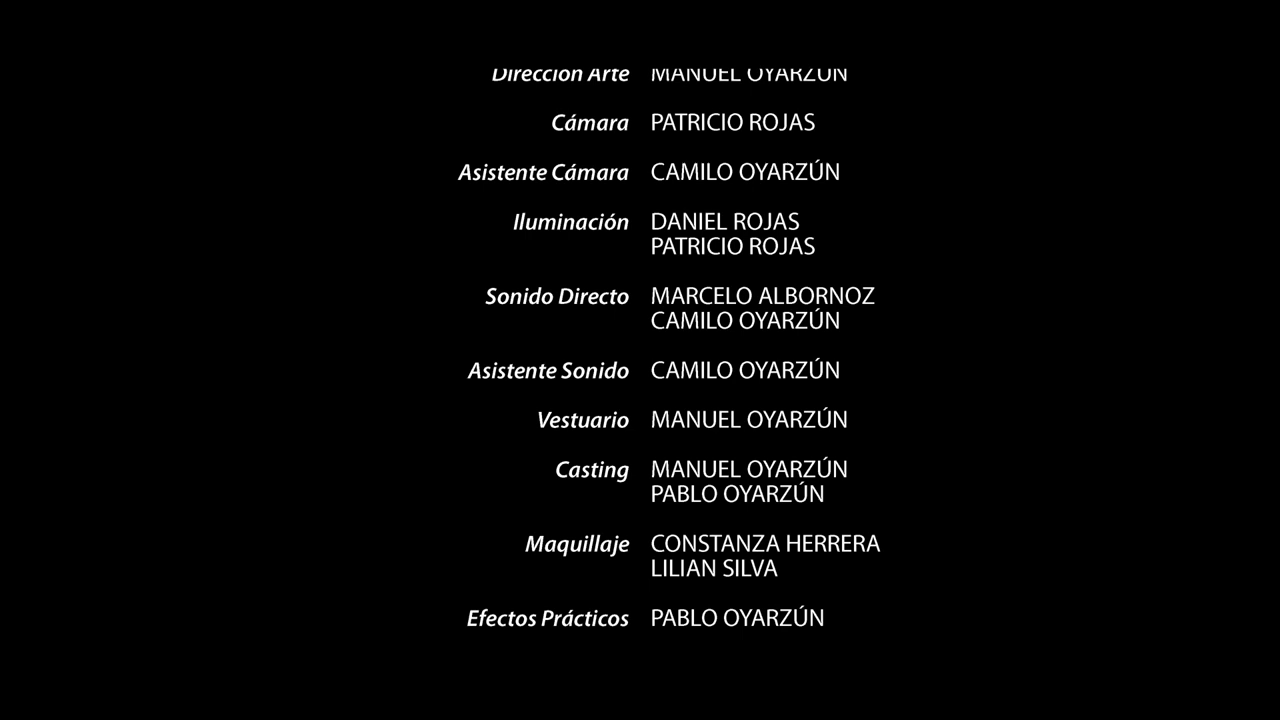 Dirección Arte MANUEL OYARZÚN
Cámara PATRICIO ROJAS
Asistente Cámara CAMILO OYARZÚN
Iluminación DANIEL ROJAS
PATRICIO ROJAS
Sonido Directo MARCELO ALBORNOZ
CAMILO OYARZÚN
Asistente Sonido CAMILO OYARZÚN
Vestuario MANUEL OYARZÚN
Casting MANUEL OYARZÚN
PABLO OYARZÚN
Maquillaje CONSTANZA HERRERA
LILIAN SILVA
Efectos Prácticos PABLO OYARZÚN